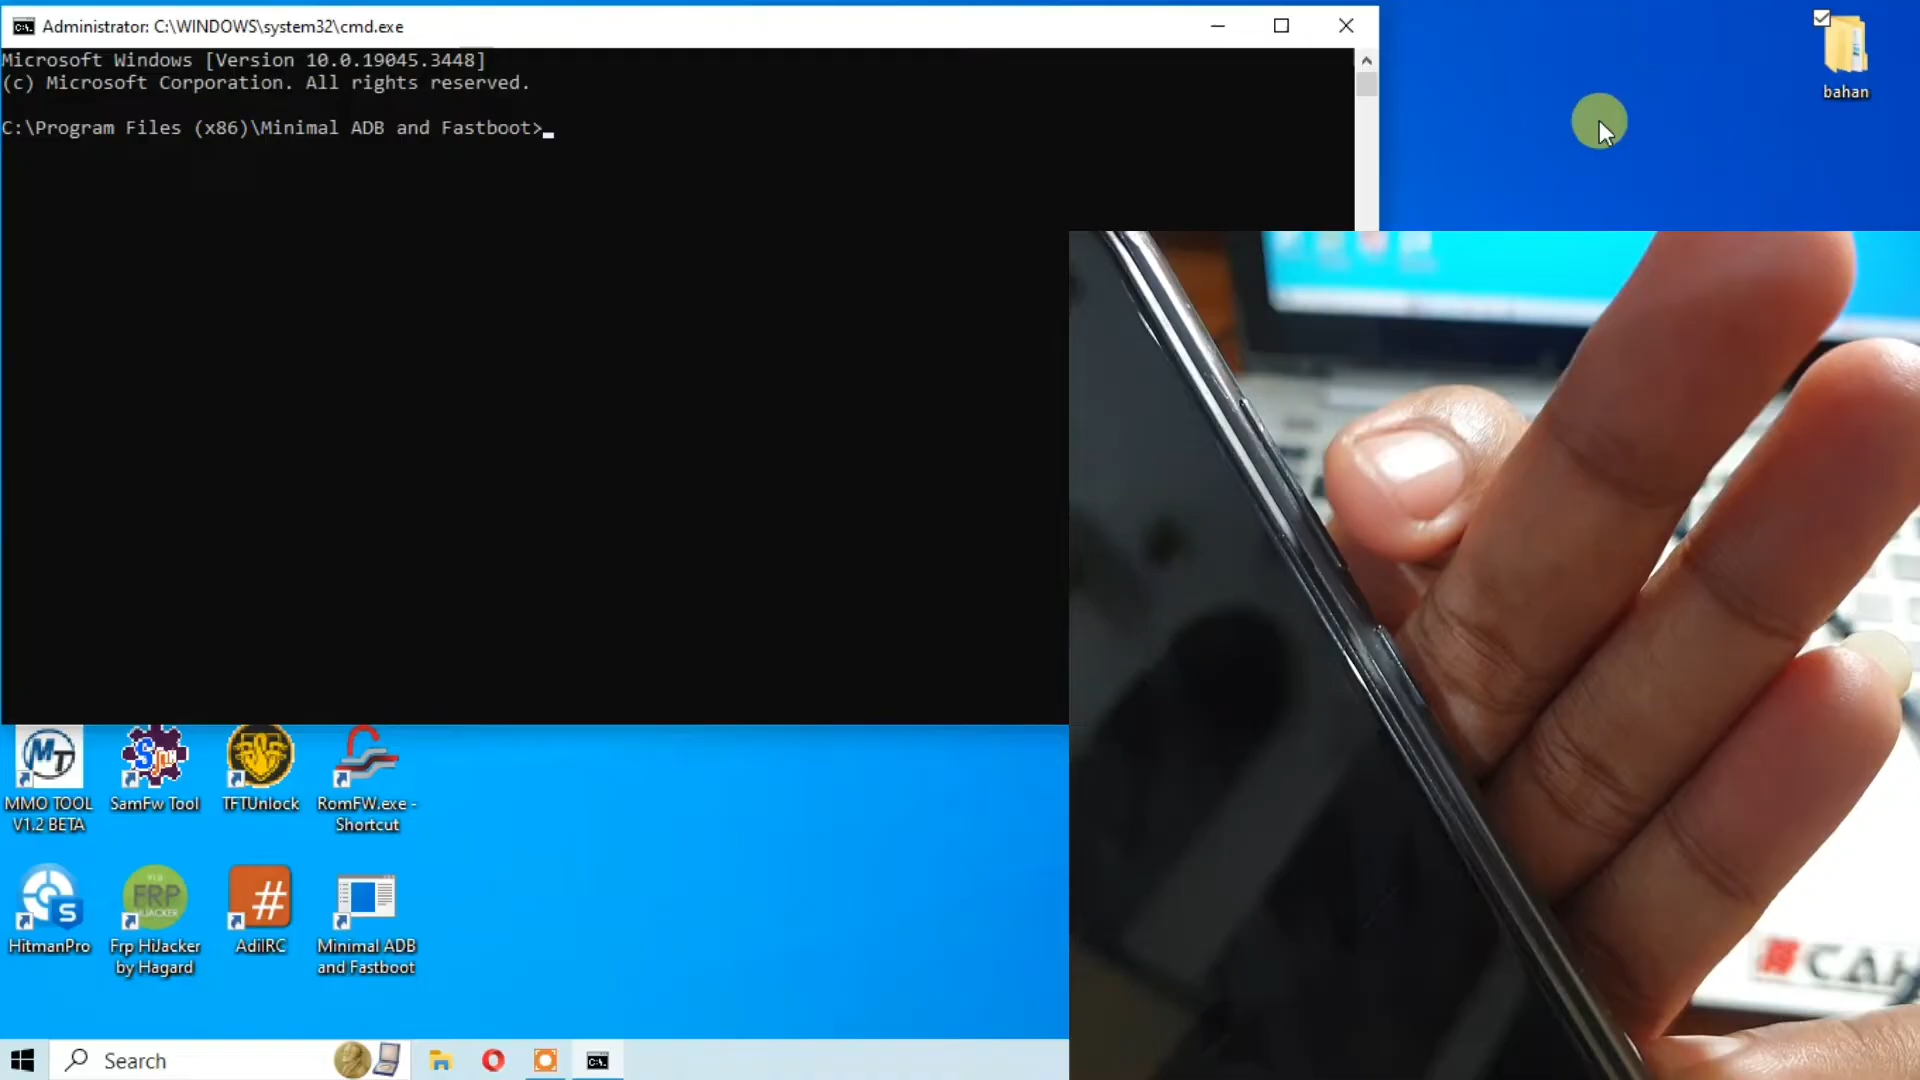 Administrator: C:\WINDOWS\system32\cmd.exe
Microsoft Windows [Version 10.0.19045.3448]
(c) Microsoft Corporation. All rights reserved.
C:\Program Files (x86)\Minimal ADB and Fastboot>
bahan
MMO TOOL
V1.2 BETA
SamFw Tool
TFTUnlock
RomFW.exe -
Shortcut
HitmanPro
Frp HiJacker
by Hagard
AdiIRC
Minimal ADB
and Fastboot
Search